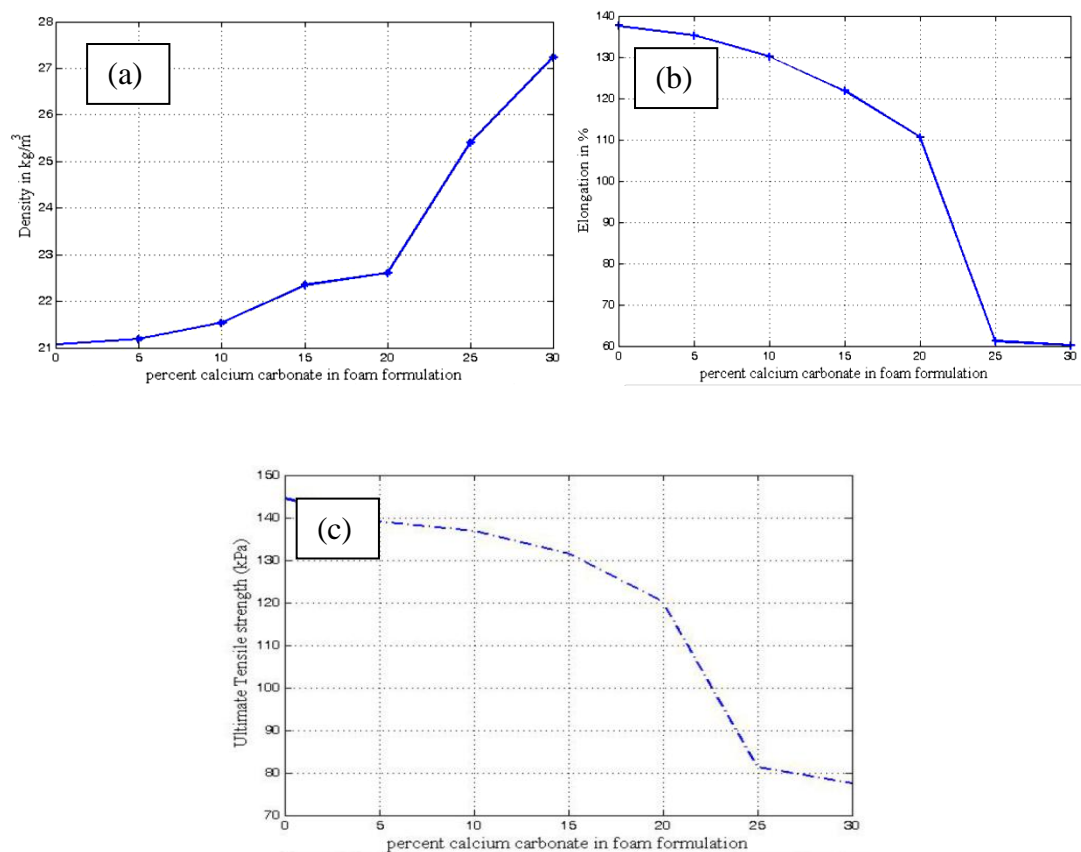 (a)
28
27
26
25
24
23
22
21
0 5 10 15 20 25 30
Density in kg/m³
percent calcium carbonate in foam formulation
(b)
140
130
120
110
100
90
80
70
60
0 5 10 15 20 25 30
Elongation in %
percent calcium carbonate in foam formulation
(c)
150
140
130
120
110
100
90
80
70
0 5 10 15 20 25 30
Ultimate Tensile strength (kPa)
percent calcium carbonate in foam formulation